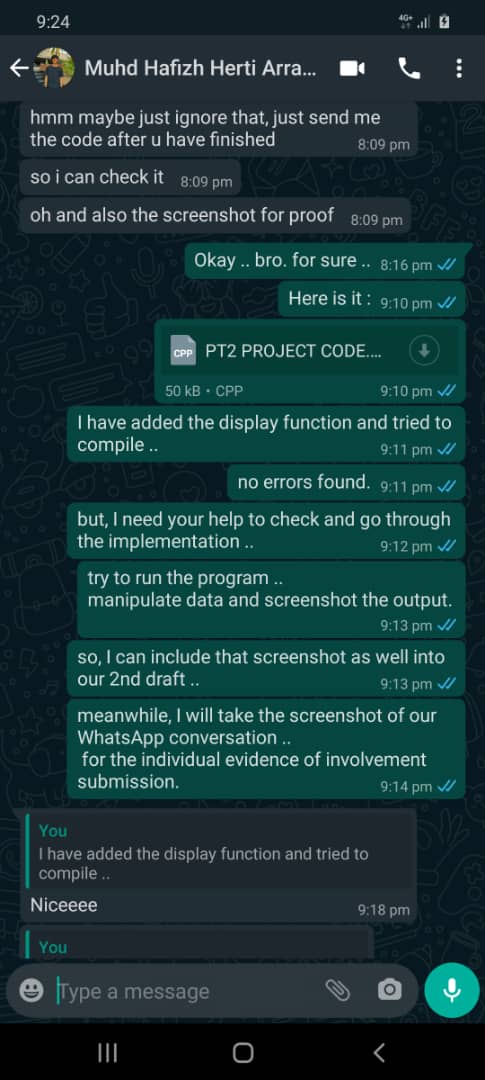 9:24
4G+
Muhd Hafizh Herti Arra...
hmm maybe just ignore that, just send me
the code after u have finished
8:09 pm
so i can check it 8:09 pm
oh and also the screenshot for proof 8:09 pm
Okay .. bro. for sure .. 8:16 pm
Here is it : 9:10 pm
CPP PT2 PROJECT CODE....
50 kB • CPP 9:10 pm
I have added the display function and tried to
compile .. 9:11 pm
no errors found. 9:11 pm
but, I need your help to check and go through
the implementation .. 9:12 pm
try to run the program ..
manipulate data and screenshot the output.
9:13 pm
so, I can include that screenshot as well into
our 2nd draft .. 9:13 pm
meanwhile, I will take the screenshot of our
WhatsApp conversation ..
for the individual evidence of involvement
submission. 9:14 pm
You
I have added the display function and tried to
compile ..
Niceeee 9:18 pm
You
Type a message